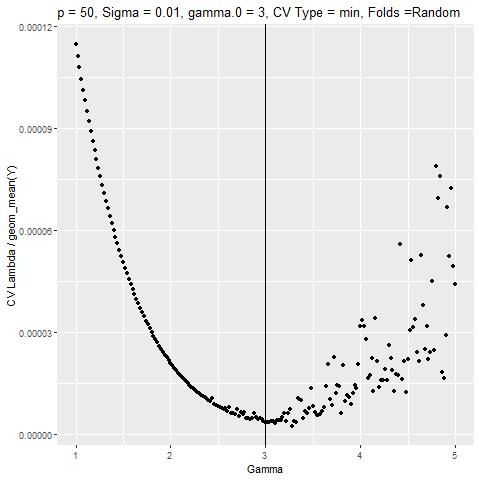 p = 50, Sigma = 0.01, gamma.0 = 3, CV Type = min, Folds =Random
0.00012
0.00009
0.00006
0.00003
0.00000
CV Lambda / geom_mean(Y)
1 2 3 4 5
Gamma